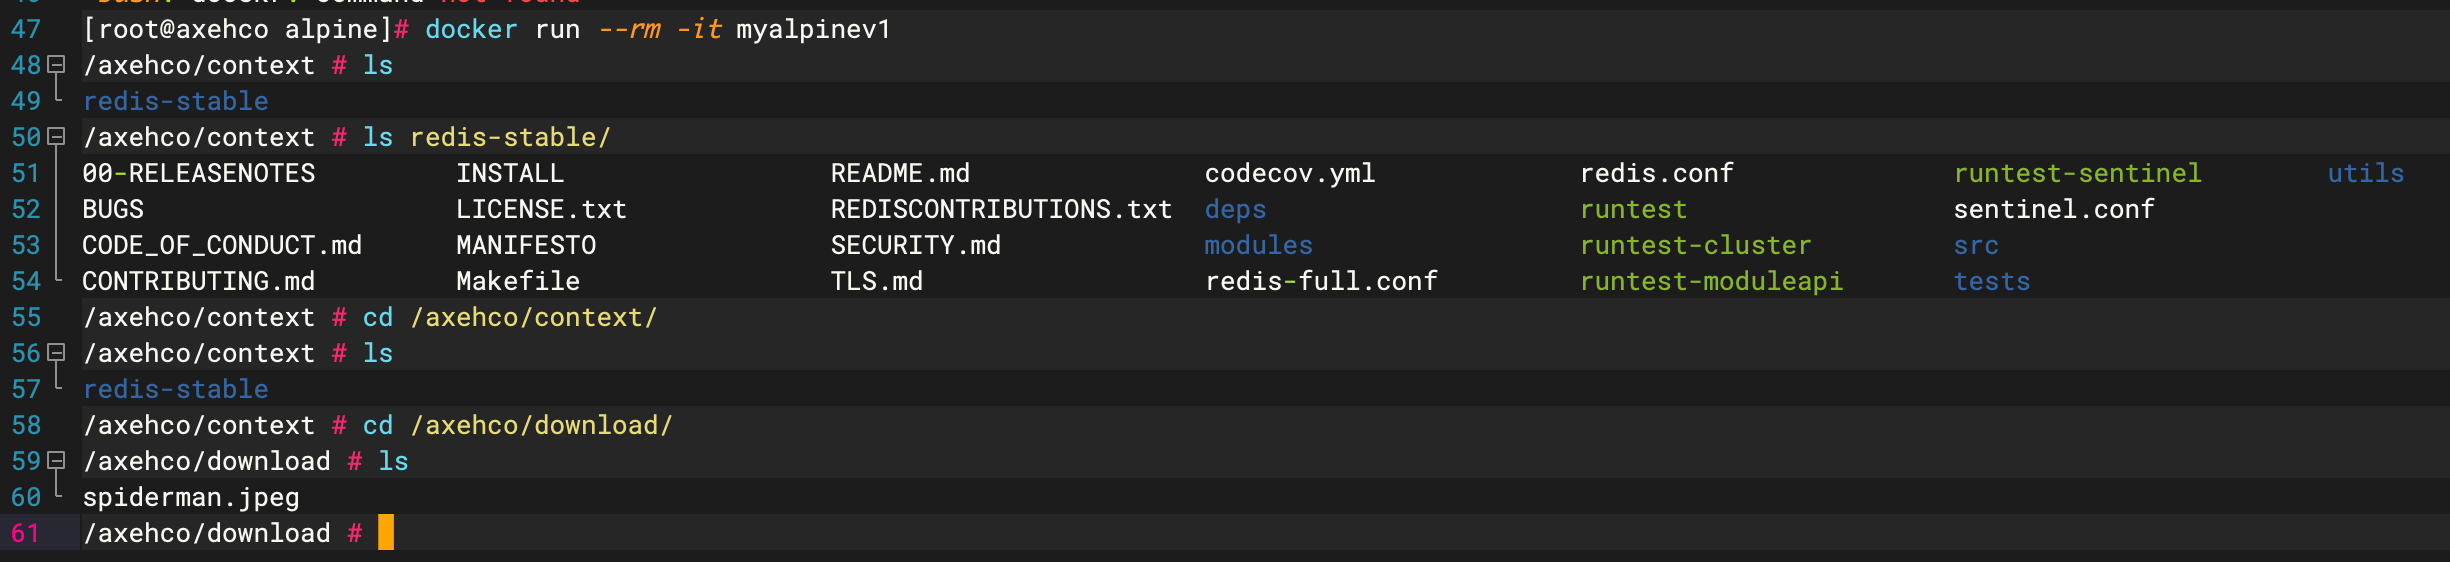 47 [root@axehco alpine]# docker run --rm -it myalpinev1
48 /axehco/context # ls
49 redis-stable
50 /axehco/context # ls redis-stable/
51 00-RELEASENOTES INSTALL README.md codecov.yml redis.conf runtest-sentinel utils
52 BUGS LICENSE.txt REDISCONTRIBUTIONS.txt deps runtest sentinel.conf
53 CODE_OF_CONDUCT.md MANIFESTO SECURITY.md modules runtest-cluster src
54 CONTRIBUTING.md Makefile TLS.md redis-full.conf runtest-moduleapi tests
55 /axehco/context # cd /axehco/context/
56 /axehco/context # ls
57 redis-stable
58 /axehco/context # cd /axehco/download/
59 /axehco/download # ls
60 spiderman.jpeg
61 /axehco/download #